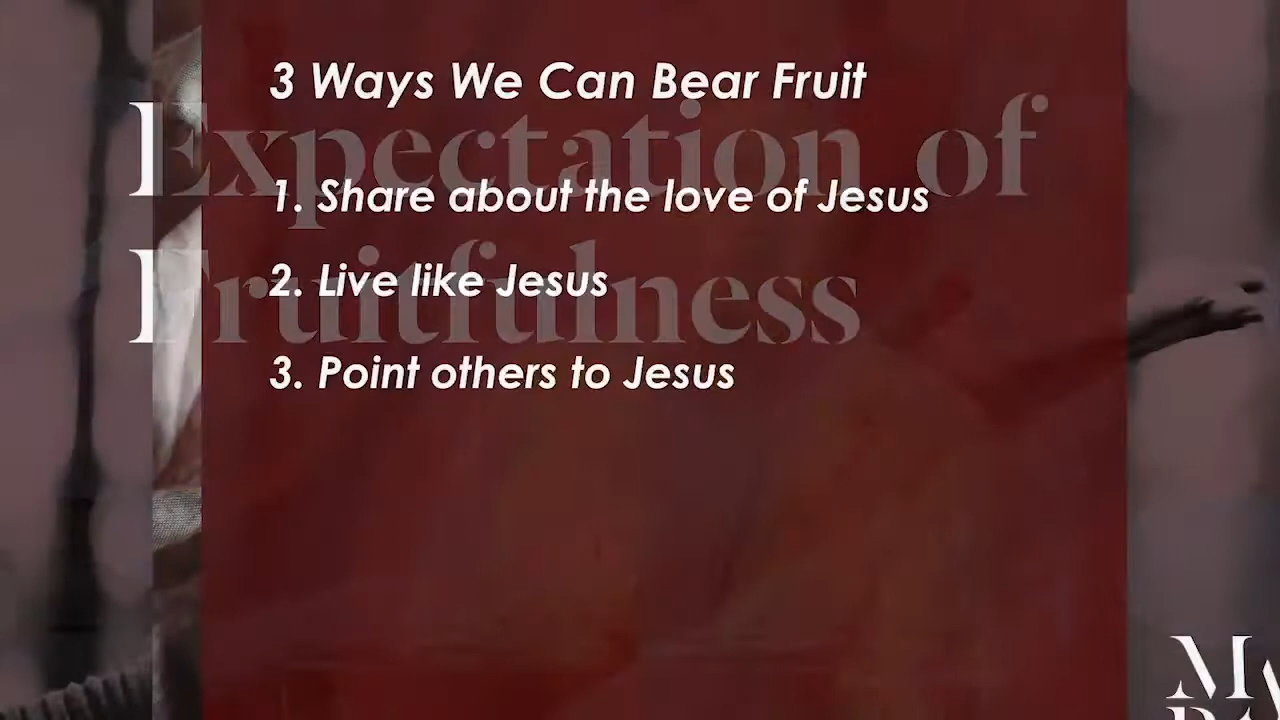 3 Ways We Can Bear Fruit
Expectation of
1. Share about the love of Jesus
Fruitfulness
2. Live like Jesus
3. Point others to Jesus